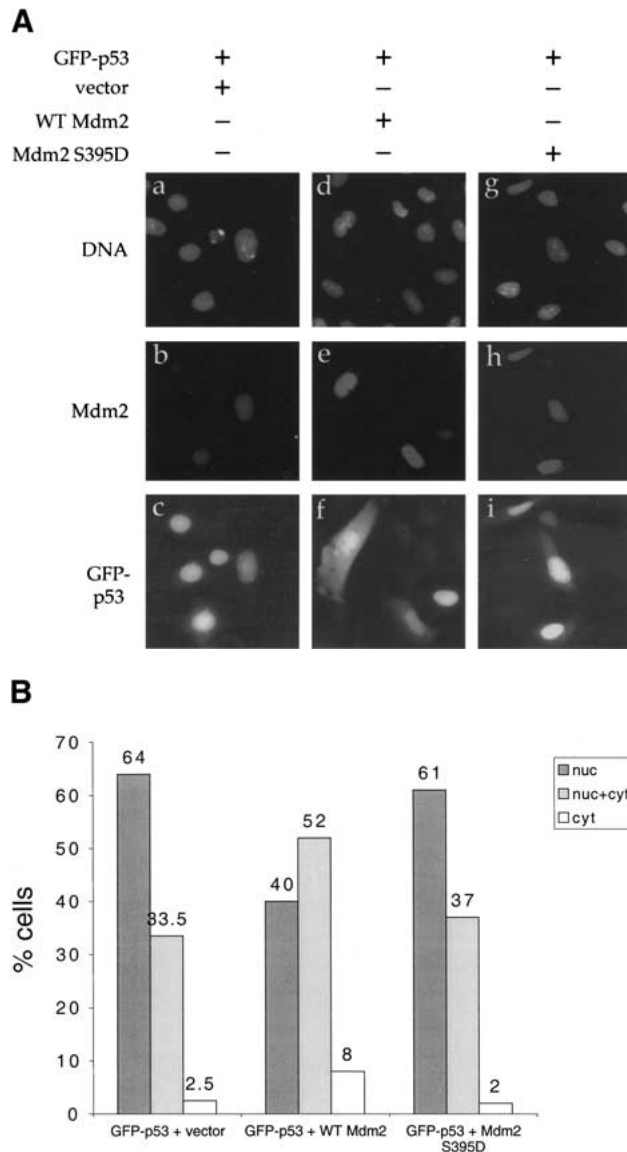 A
GFP-p53 + + +
vector + − −
WT Mdm2 − + −
Mdm2 S395D − − +
DNA
a d g
Mdm2
b e h
GFP-
p53
c f i
B
% cells
70
60
50
40
30
20
10
0
64
33.5
2.5
40
52
8
61
37
2
nuc
nuc+cyt
cyt
GFP-p53 + vector
GFP-p53 + WT Mdm2
GFP-p53 + Mdm2
S395D